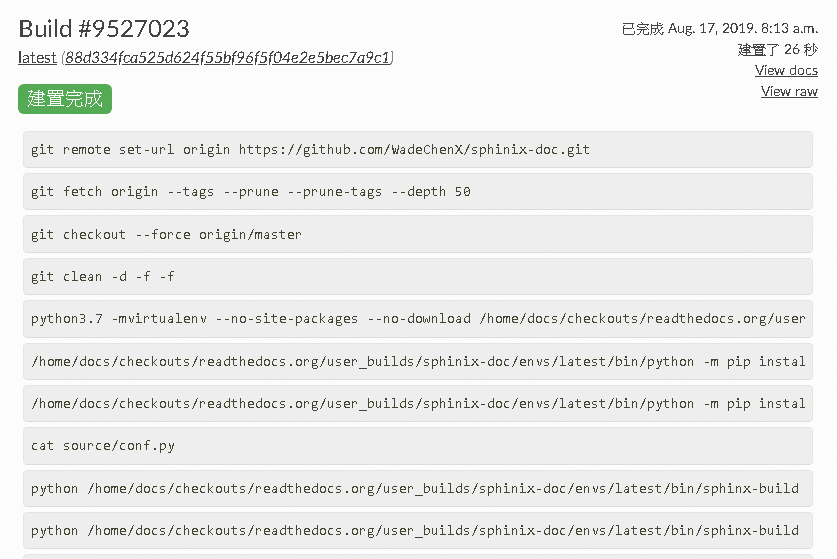 Build #9527023
已完成 Aug. 17, 2019. 8:13 a.m.
latest (88d334fca525d624f55bf96f5f04e2e5bec7a9c1)
建置了 26 秒
View docs
View raw
建置完成
git remote set-url origin https://github.com/WadeChenX/sphinix-doc.git
git fetch origin --tags --prune --prune-tags --depth 50
git checkout --force origin/master
git clean -d -f -f
python3.7 -mvirtualenv --no-site-packages --no-download /home/docs/checkouts/readthedocs.org/user
/home/docs/checkouts/readthedocs.org/user_builds/sphinix-doc/envs/latest/bin/python -m pip instal
/home/docs/checkouts/readthedocs.org/user_builds/sphinix-doc/envs/latest/bin/python -m pip instal
cat source/conf.py
python /home/docs/checkouts/readthedocs.org/user_builds/sphinix-doc/envs/latest/bin/sphinx-build
python /home/docs/checkouts/readthedocs.org/user_builds/sphinix-doc/envs/latest/bin/sphinx-build